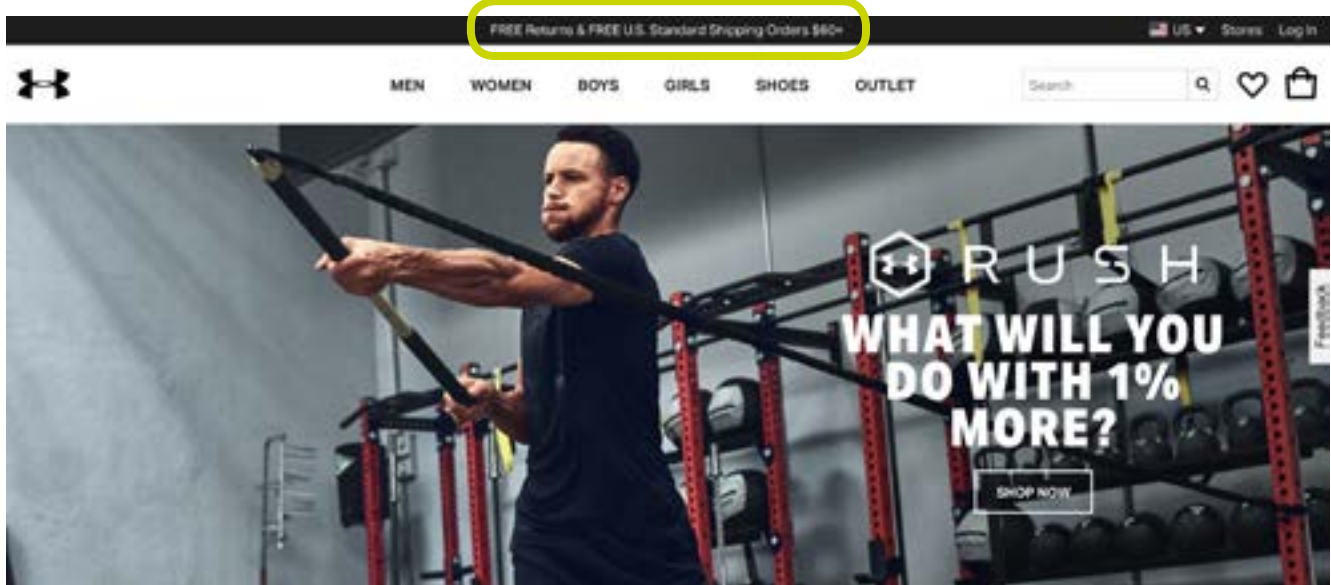 FREE Returns & FREE U.S. Standard Shipping Orders $60+
US Stores Log In
MEN WOMEN BOYS GIRLS SHOES OUTLET Search
RUSH
WHAT WILL YOU
DO WITH 1%
MORE?
SHOP NOW
Feedback